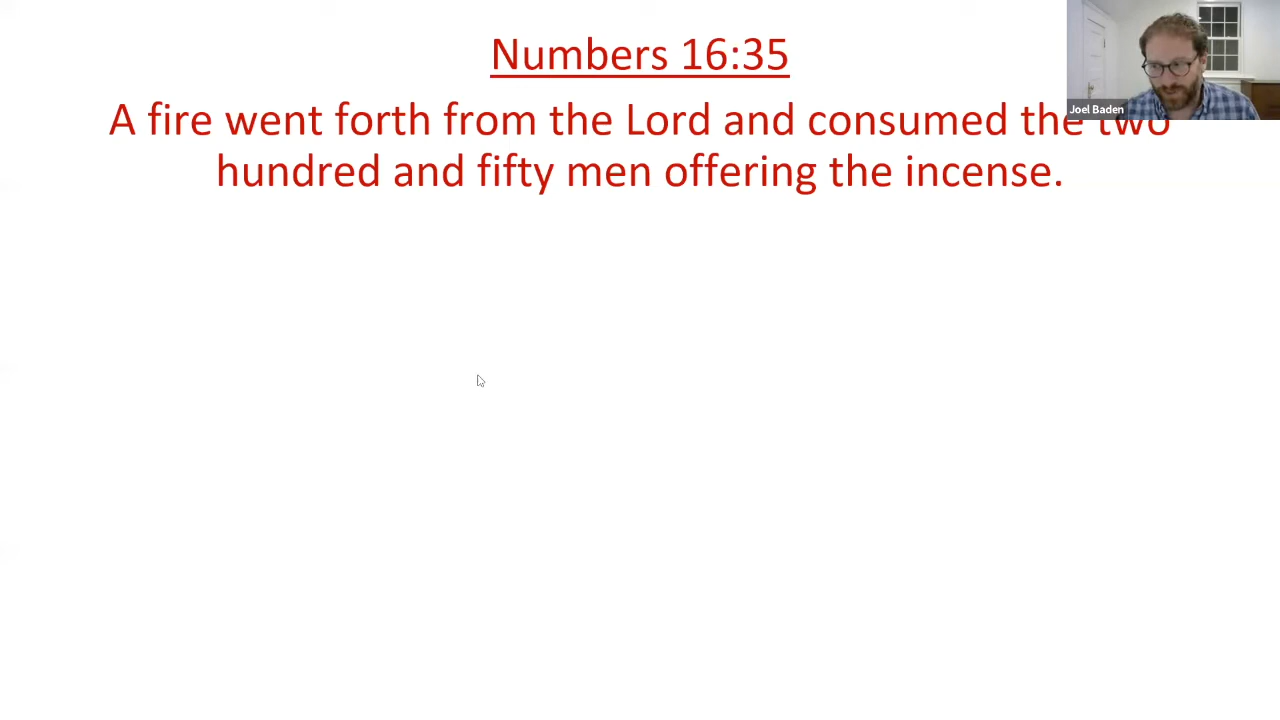 Numbers 16:35
A fire went forth from the Lord and consumed the two
hundred and fifty men offering the incense.
Joel Baden